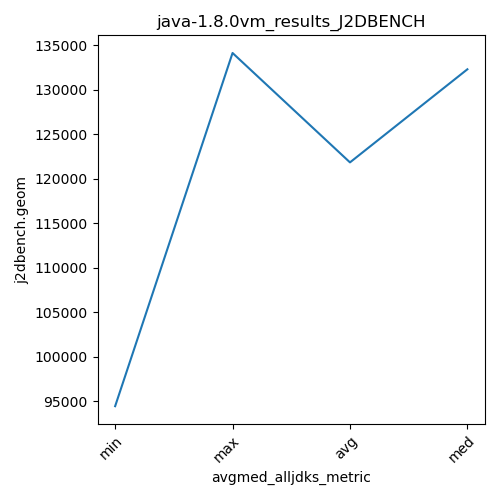 java-1.8.0vm_results_J2DBENCH
j2dbench.geom
135000
130000
125000
120000
115000
110000
105000
100000
95000
min
max
avg
med
avgmed_alljdks_metric